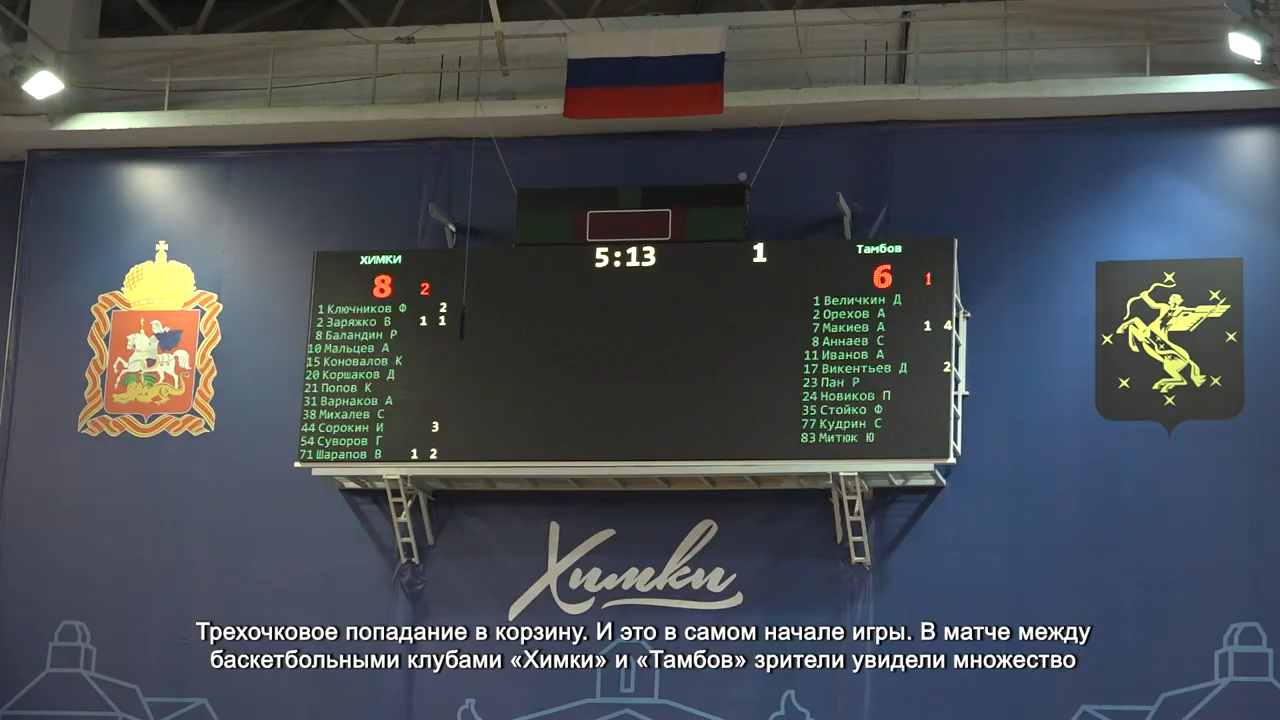 5:13 1
ХИМКИ
8 2
1 Ключников Ф 2
2 Заряжко В 1 1
8 Баландин Р
10 Мальцев А
15 Коновалов К
20 Коршаков Д
21 Попов К
31 Варнаков А
38 Михалев С
44 Сорокин И 3
54 Суворов Г
71 Шарапов В 1 2
Тамбов
6 1
1 Величкин Д
2 Орехов А
7 Макиев А 1 4
8 Аннаев С
11 Иванов А
17 Викентьев Д 2
23 Пан Р
24 Новиков П
35 Стойко Ф
77 Кудрин С
83 Митюк Ю
Химки
Трехочковое попадание в корзину. И это в самом начале игры. В матче между
баскетбольными клубами «Химки» и «Тамбов» зрители увидели множество